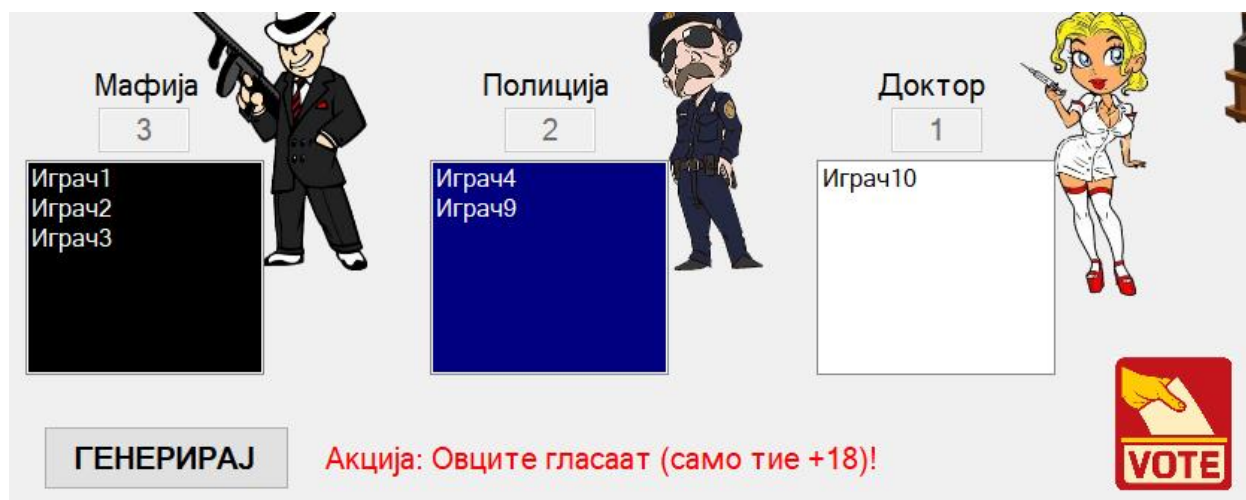 Мафија
3
Играч1
Играч2
Играч3
Полиција
2
Играч4
Играч9
Доктор
1
Играч10
ГЕНЕРИРАЈ
Акција: Овците гласаат (само тие +18)!
VOTE